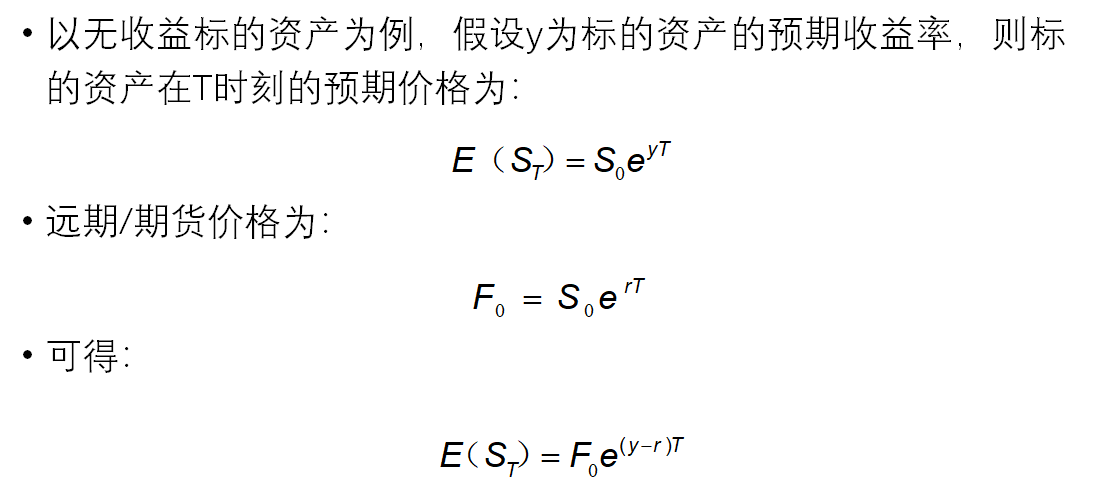 • 以无收益标的资产为例，假设y为标的资产的预期收益率，则标
的资产在T时刻的预期价格为：
E（S_T）= S_0e^{yT}
• 远期/期货价格为：
F_0 = S_0e^{rT}
• 可得：
E（S_T）= F_0e^{(y−r)T}